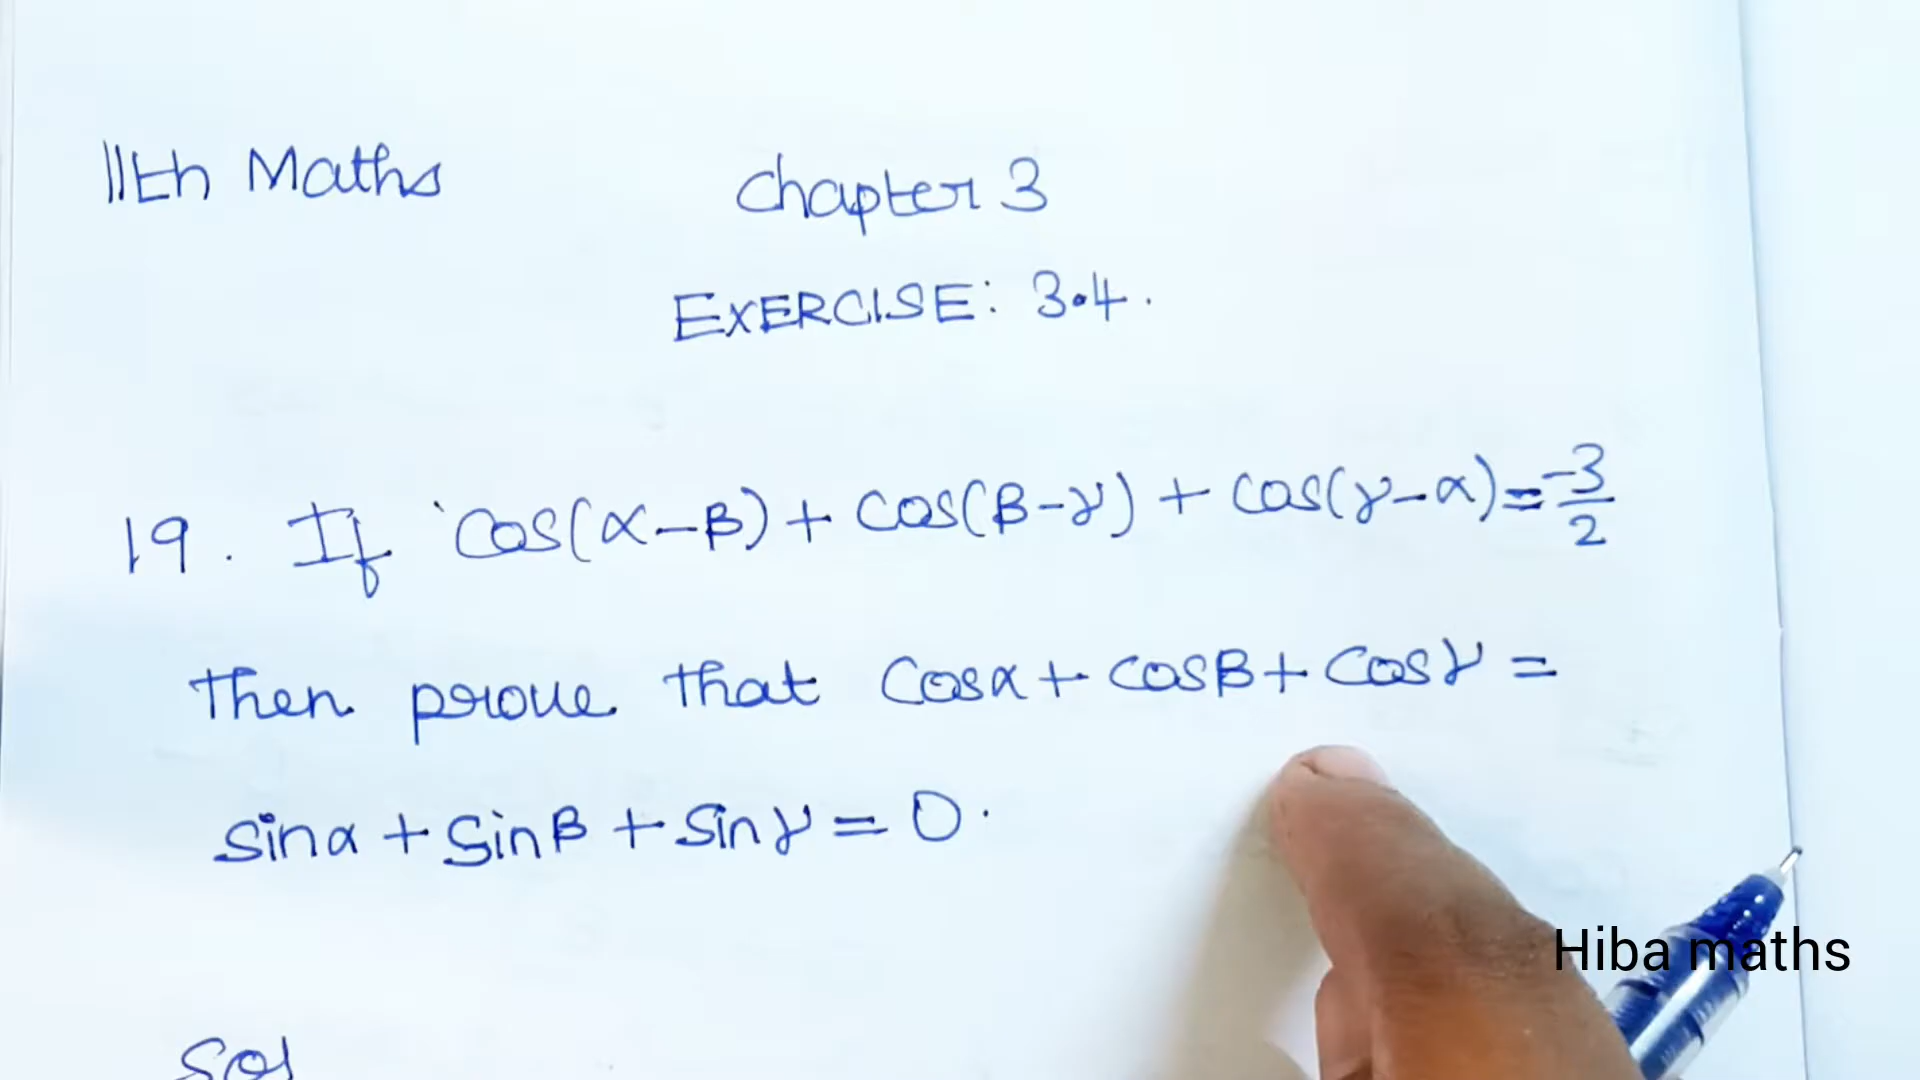 11th Maths
Chapter 3
EXERCISE: 3.4.
19. If cos(α-β) + cos(β-γ) + cos(γ-α) = -3/2
Then prove that cosα + cosβ + cosγ =
sinα + sinβ + sinγ = 0.
Hiba maths
Sol